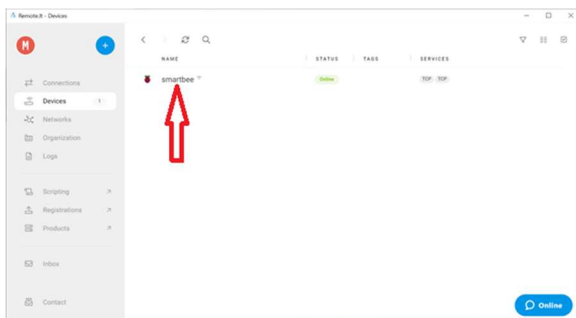 Remote.It - Devices
M
NAME
STATUS
TAGS
SERVICES
smartbee
Online
TCP TCP
Connections
Devices 1
Networks
Organization
Logs
Scripting
Registrations
Products
Inbox
Contact
Online